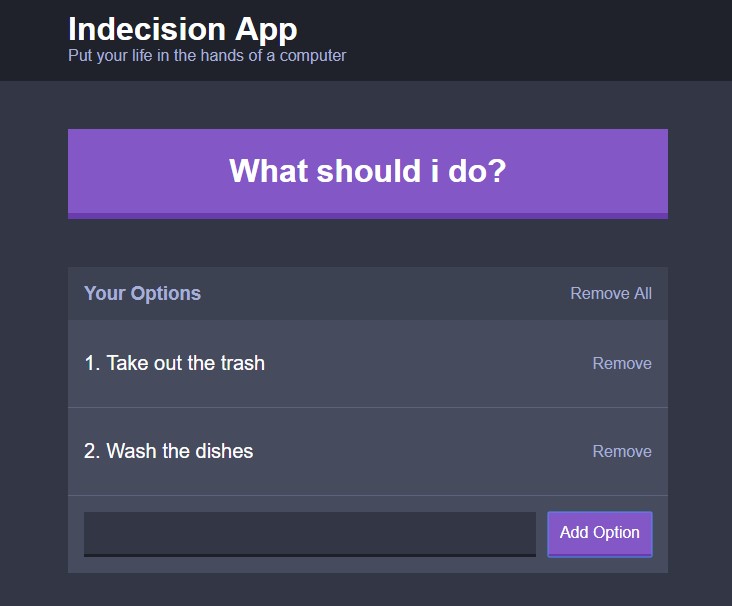 Indecision App
Put your life in the hands of a computer
What should i do?
Your Options
Remove All
1. Take out the trash
Remove
2. Wash the dishes
Remove
Add Option